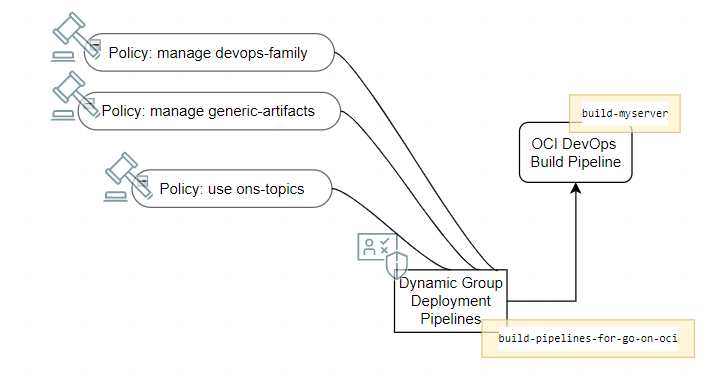 Policy: manage devops-family
Policy: manage generic-artifacts
build-myserver
OCI DevOps
Build Pipeline
Policy: use ons-topics
Dynamic Group
Deployment
Pipelines
build-pipelines-for-go-on-oci